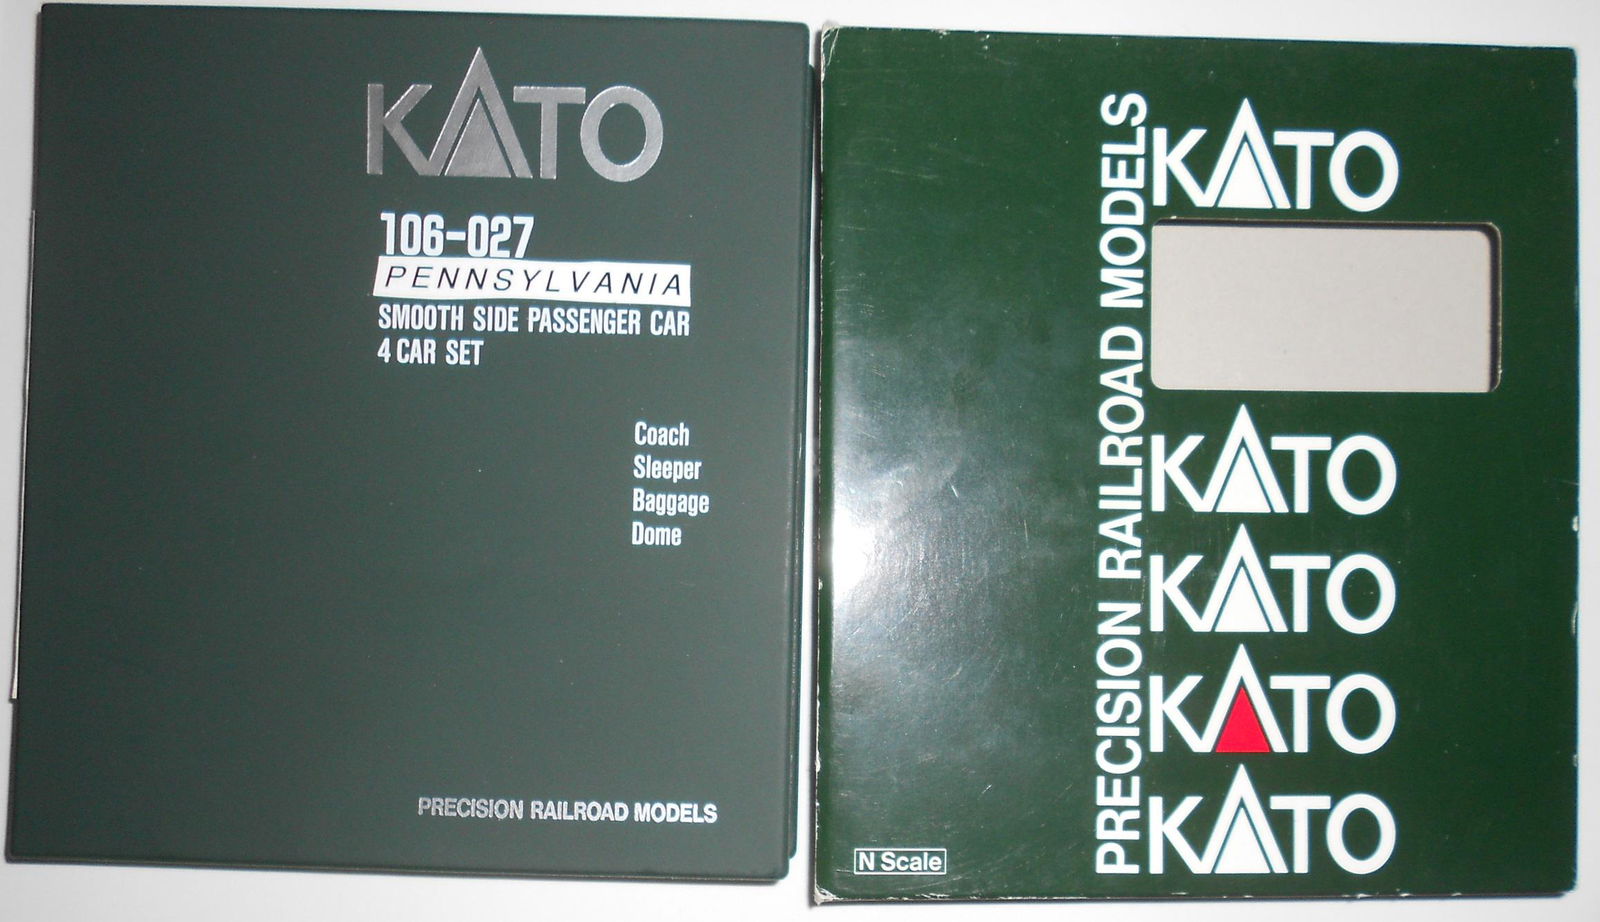 KATO
106-027
PENNSYLVANIA
SMOOTH SIDE PASSENGER CAR
4 CAR SET
Coach
Sleeper
Baggage
Dome
PRECISION RAILROAD MODELS
PRECISION RAILROAD MODELS
KATO
KATO
KATO
KATO
KATO
N Scale